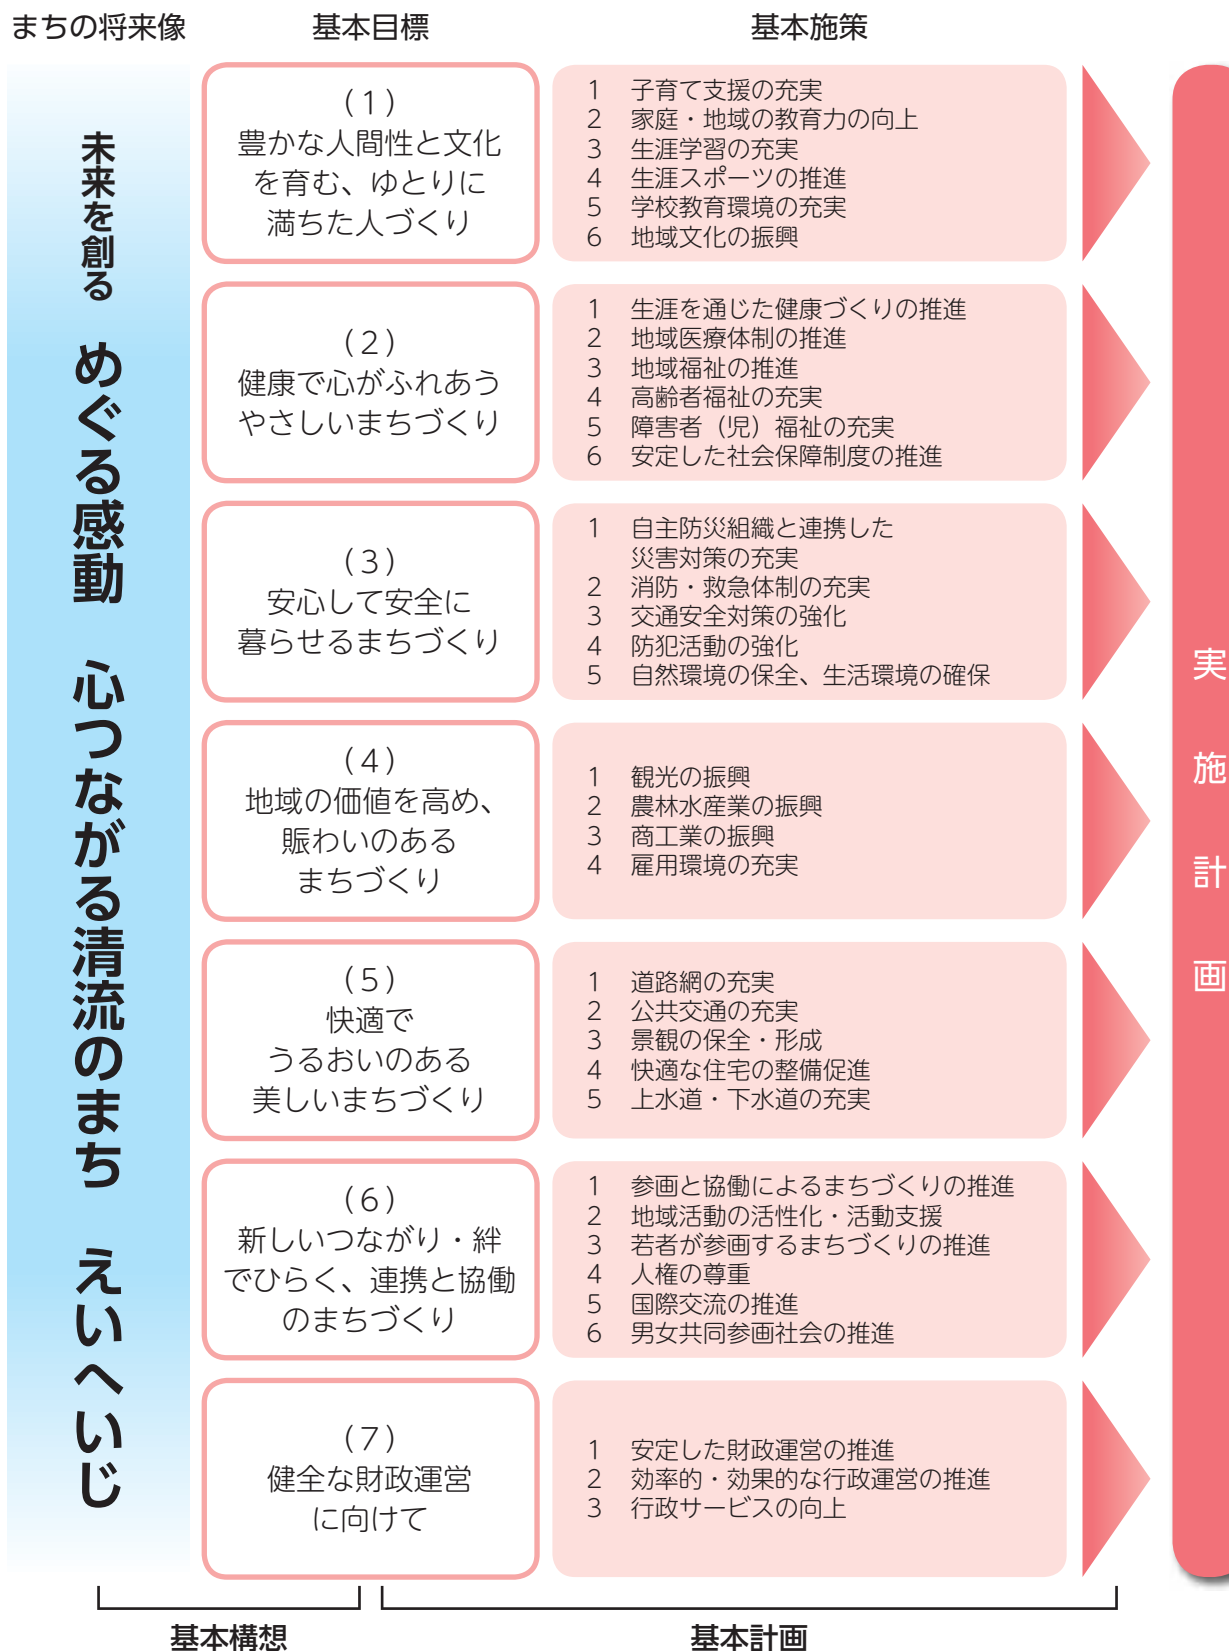 まちの将来像
基本目標
基本施策
未来を創る めぐる感動 心つながる清流のまち えいへいじ
(1)
豊かな人間性と文化
を育む、ゆとりに
満ちた人づくり
1 子育て支援の充実
2 家庭・地域の教育力の向上
3 生涯学習の充実
4 生涯スポーツの推進
5 学校教育環境の充実
6 地域文化の振興
(2)
健康で心がふれあう
やさしいまちづくり
1 生涯を通じた健康づくりの推進
2 地域医療体制の推進
3 地域福祉の推進
4 高齢者福祉の充実
5 障害者(児)福祉の充実
6 安定した社会保障制度の推進
(3)
安心して安全に
暮らせるまちづくり
1 自主防災組織と連携した
災害対策の充実
2 消防・救急体制の充実
3 交通安全対策の強化
4 防犯活動の強化
5 自然環境の保全、生活環境の確保
(4)
地域の価値を高め、
賑わいのある
まちづくり
1 観光の振興
2 農林水産業の振興
3 商工業の振興
4 雇用環境の充実
(5)
快適で
うるおいのある
美しいまちづくり
1 道路網の充実
2 公共交通の充実
3 景観の保全・形成
4 快適な住宅の整備促進
5 上水道・下水道の充実
(6)
新しいつながり・絆
でひらく、連携と協働
のまちづくり
1 参画と協働によるまちづくりの推進
2 地域活動の活性化・活動支援
3 若者が参画するまちづくりの推進
4 人権の尊重
5 国際交流の推進
6 男女共同参画社会の推進
(7)
健全な財政運営
に向けて
1 安定した財政運営の推進
2 効率的・効果的な行政運営の推進
3 行政サービスの向上
実施計画
基本構想
基本計画